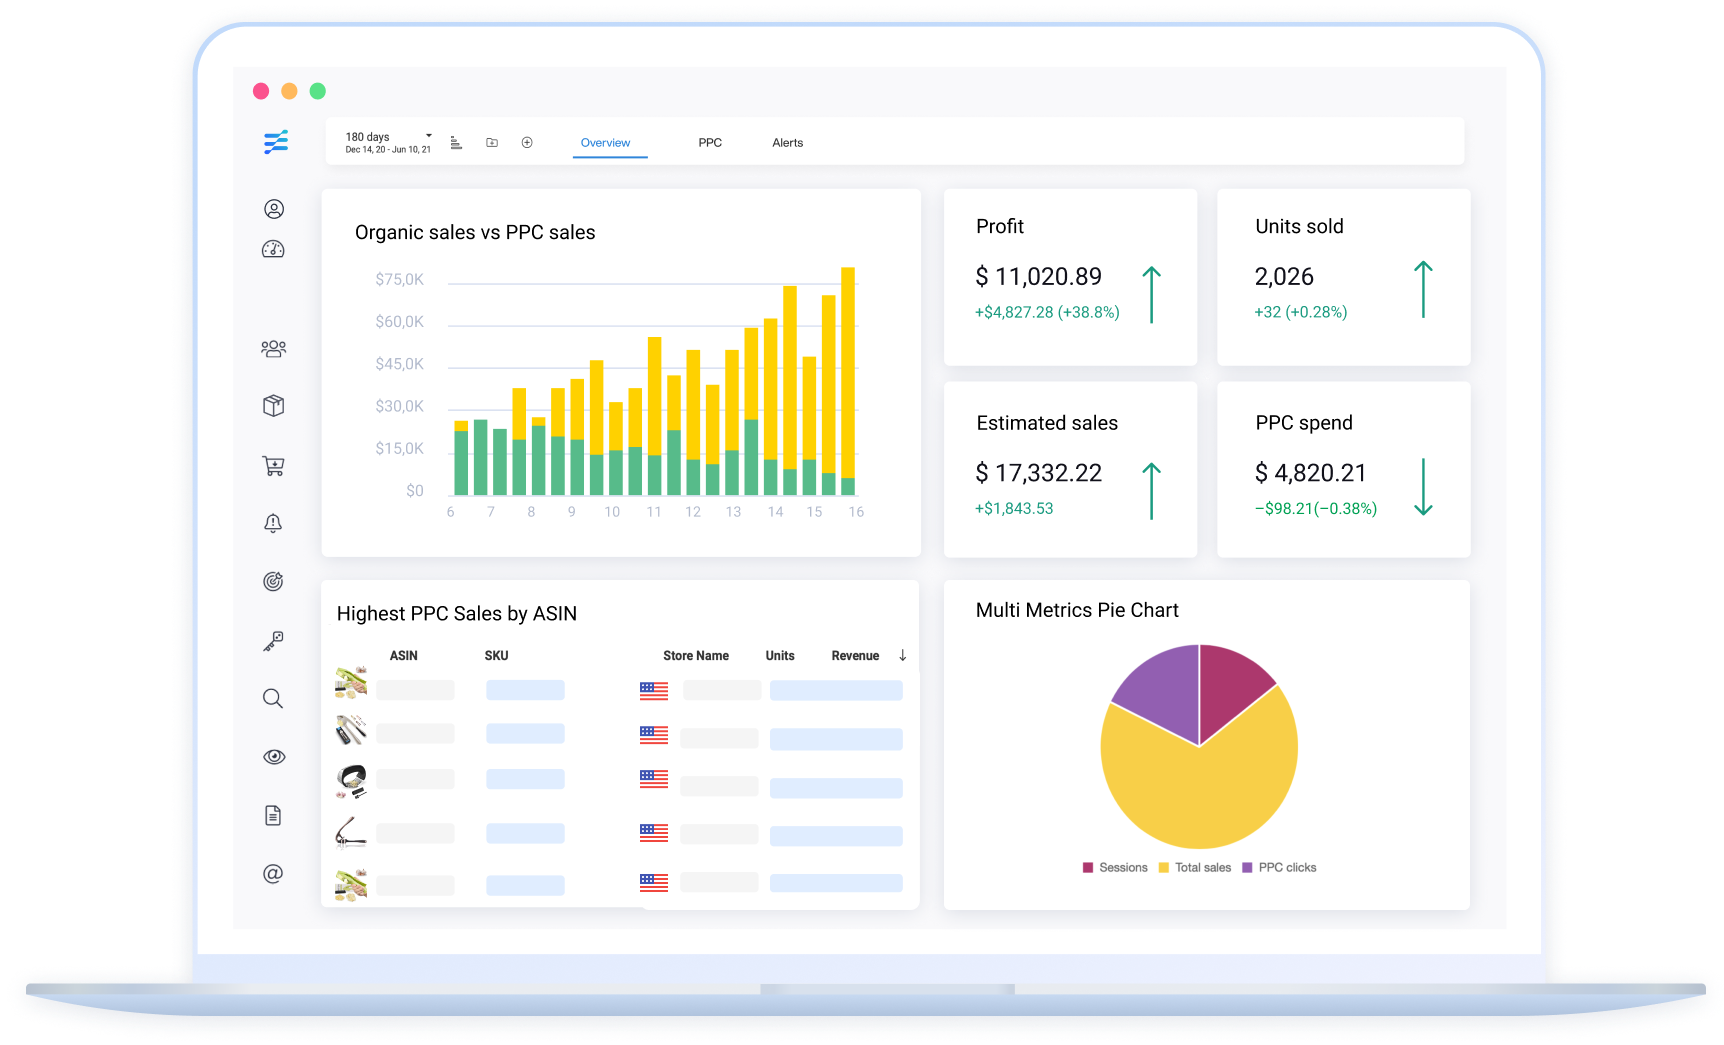 180 days
Dec 14, 20 - Jun 10, 21
Overview
PPC
Alerts
Organic sales vs PPC sales
$75,0K
$60,0K
$45,0K
$30,0K
$15,0K
$0
6 7 8 9 10 11 12 13 14 15 16
Profit
$ 11,020.89
+$4,827.28 (+38.8%)
Units sold
2,026
+32 (+0.28%)
Estimated sales
$ 17,332.22
+$1,843.53
PPC spend
$ 4,820.21
−$98.21(−0.38%)
Highest PPC Sales by ASIN
ASIN SKU Store Name Units Revenue
Multi Metrics Pie Chart
Sessions Total sales PPC clicks